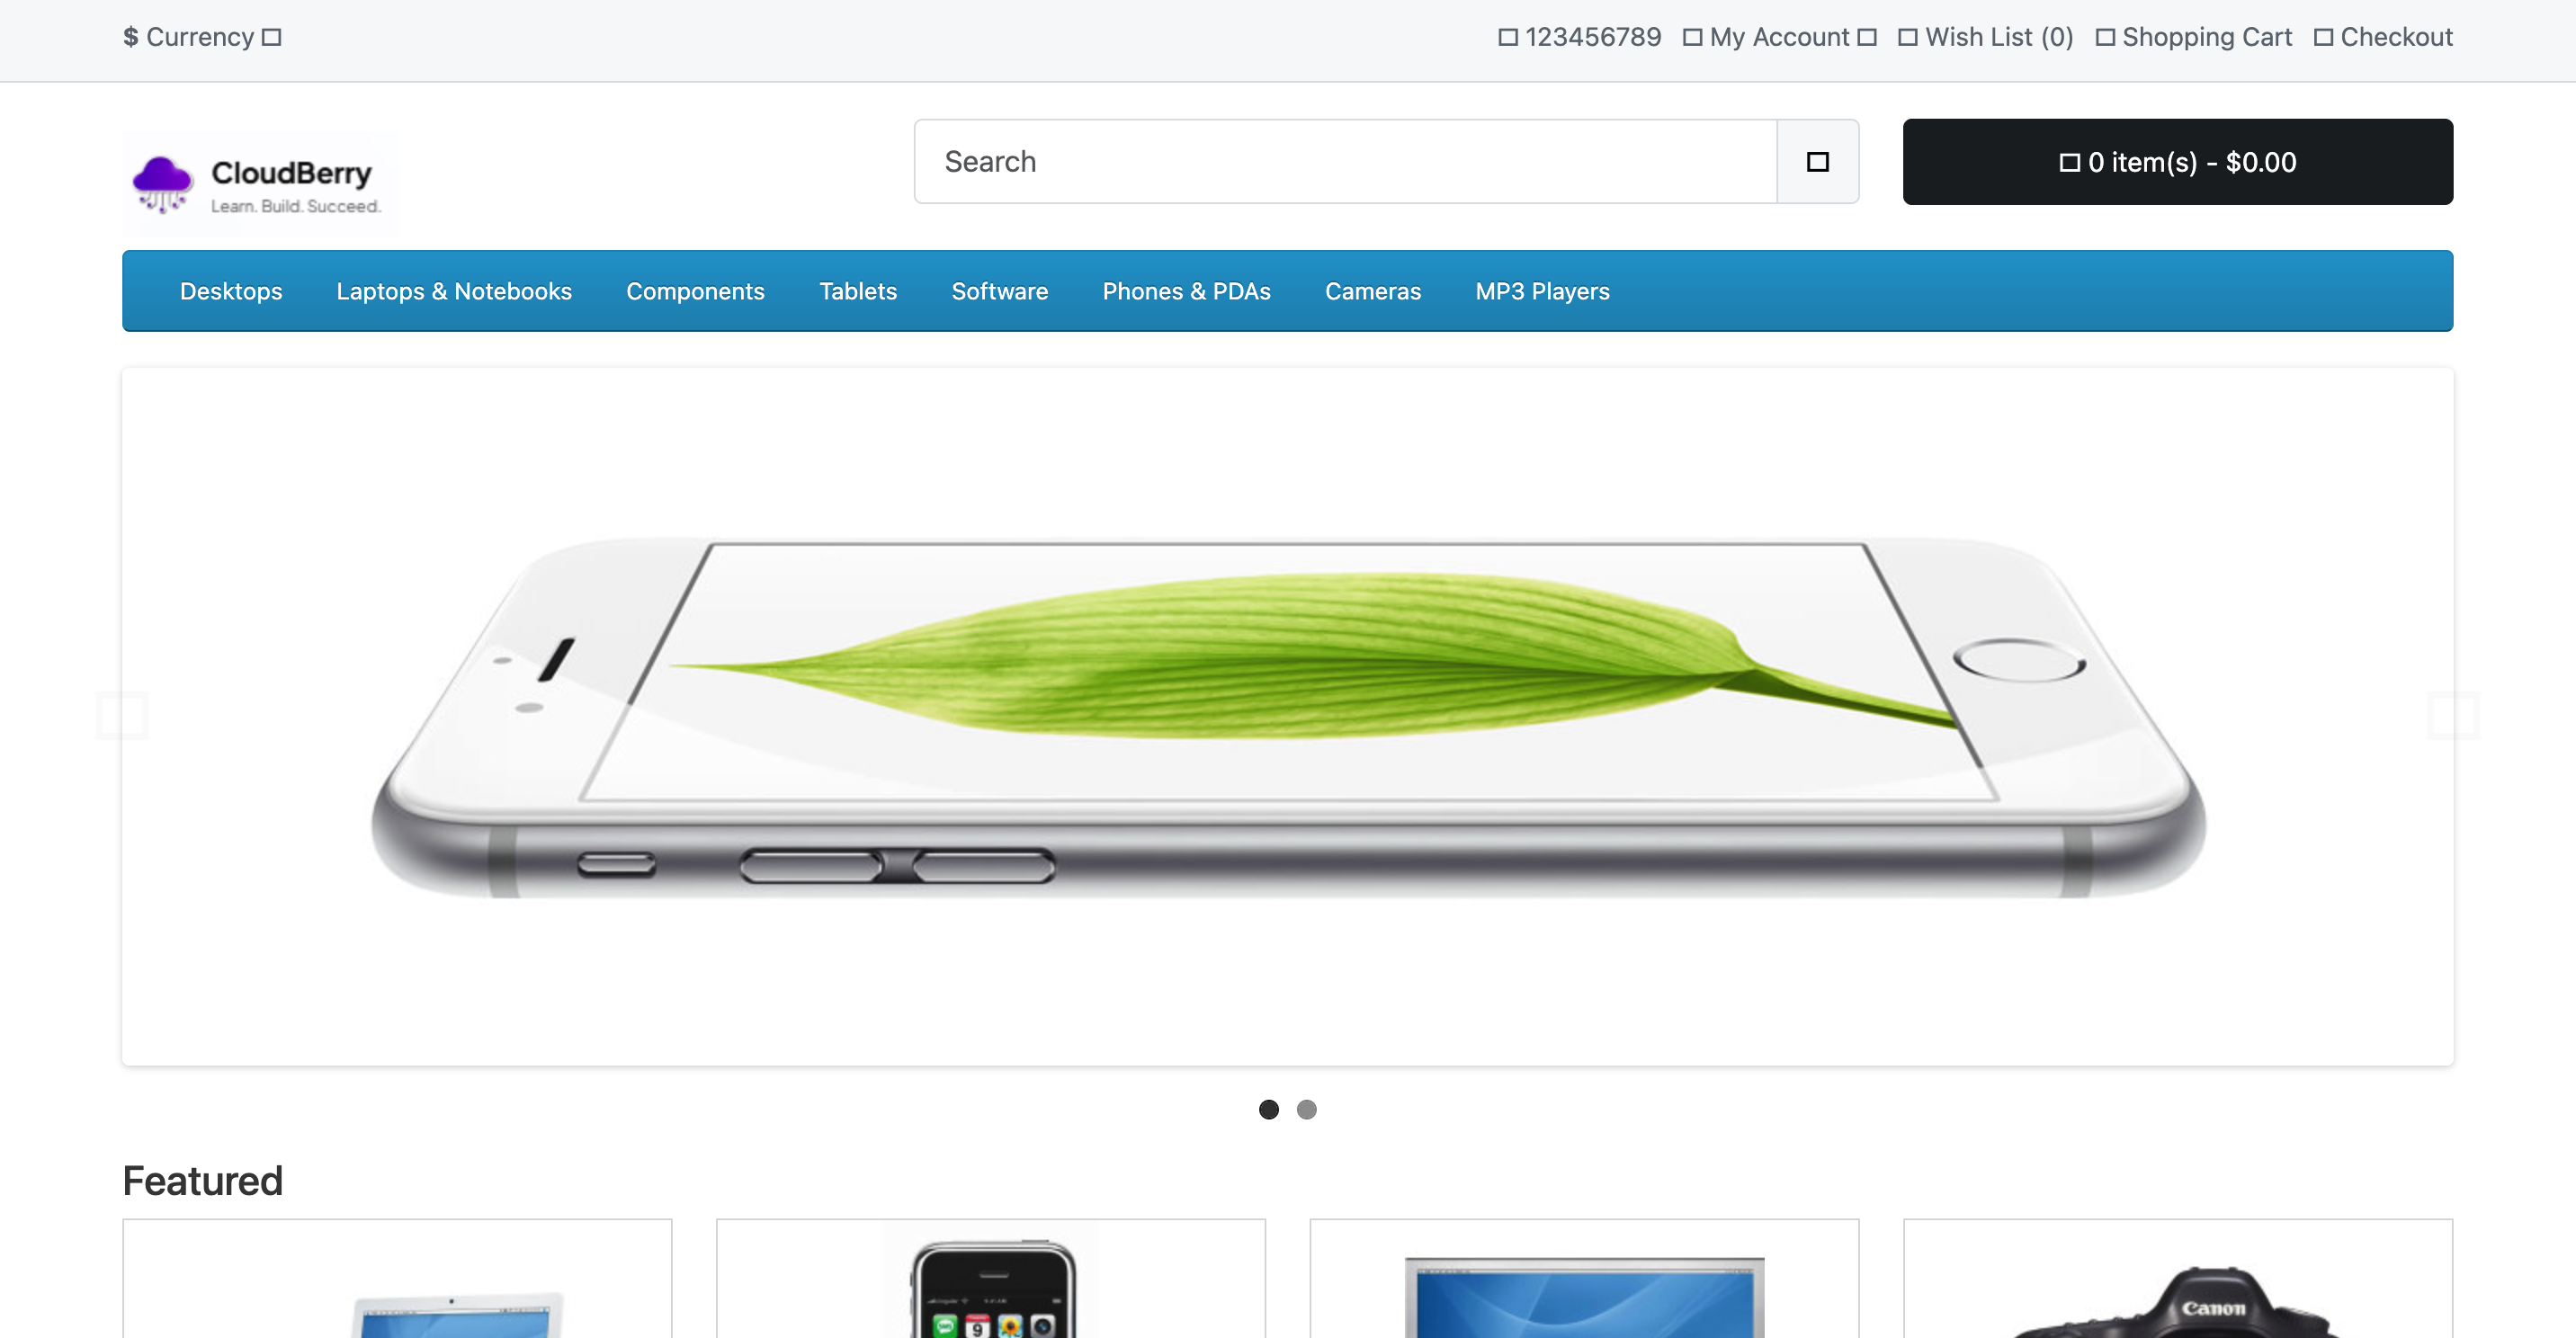 $ Currency
123456789 My Account Wish List (0) Shopping Cart Checkout
CloudBerry
Learn. Build. Succeed.
Search
0 item(s) - $0.00
Desktops Laptops & Notebooks Components Tablets Software Phones & PDAs Cameras MP3 Players
Featured
9
Canon